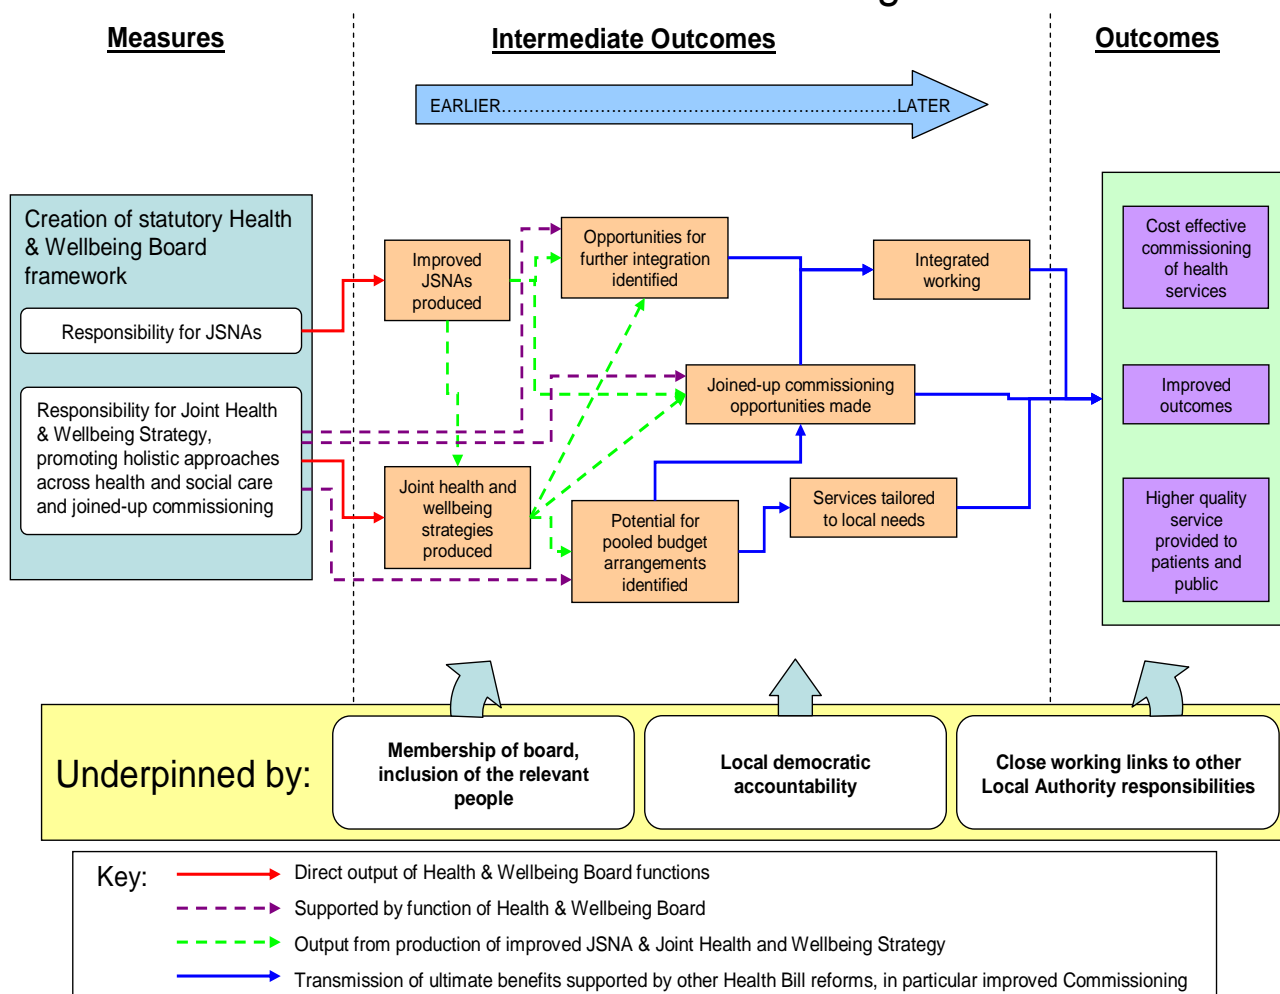 Measures
Intermediate Outcomes
Outcomes
EARLIER..........................................................................LATER
Creation of statutory Health
& Wellbeing Board
framework
Responsibility for JSNAs
Responsibility for Joint Health
& Wellbeing Strategy,
promoting holistic approaches
across health and social care
and joined-up commissioning
Improved
JSNAs
produced
Joint health and
wellbeing
strategies
produced
Opportunities for
further integration
identified
Joined-up commissioning
opportunities made
Potential for
pooled budget
arrangements
identified
Integrated
working
Services tailored
to local needs
Cost effective
commissioning
of health
services
Improved
outcomes
Higher quality
service
provided to
patients and
public
Underpinned by:
Membership of board,
inclusion of the relevant
people
Local democratic
accountability
Close working links to other
Local Authority responsibilities
Key:
Direct output of Health & Wellbeing Board functions
Supported by function of Health & Wellbeing Board
Output from production of improved JSNA & Joint Health and Wellbeing Strategy
Transmission of ultimate benefits supported by other Health Bill reforms, in particular improved Commissioning